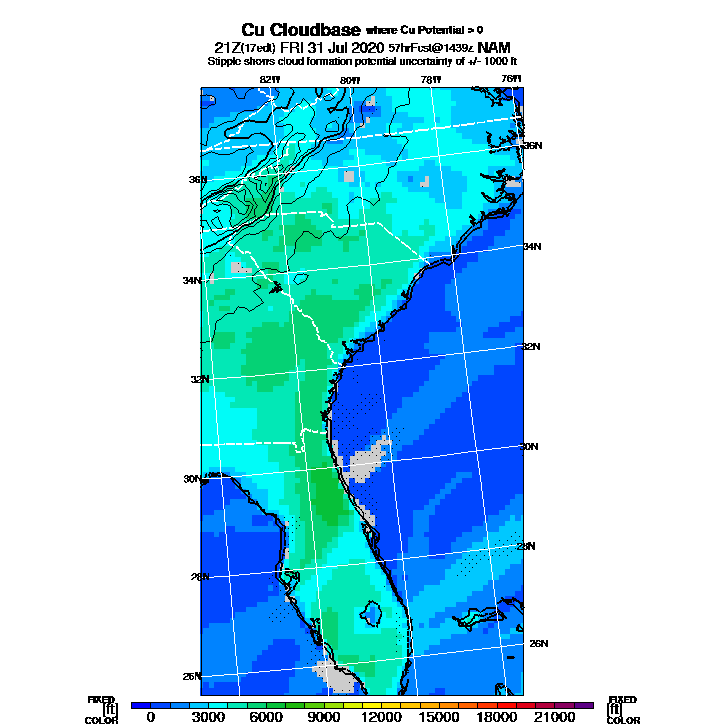 Cu Cloudbase where Cu Potential > 0
21Z(17edt) FRI 31 Jul 2020 57hrFcst@1439z NAM
Stipple shows cloud formation potential uncertainty of +/- 1000 ft
82W 80W 78W 76W
36N
36N
34N
34N
32N
32N
30N
30N
28N
28N
26N
26N
FIXED FIXED
[ft] [ft]
COLOR 0 3000 6000 9000 12000 15000 18000 21000 COLOR